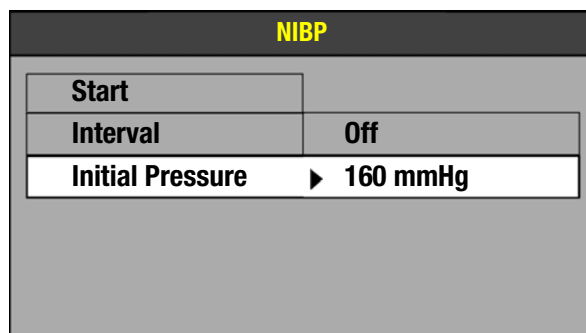 NIBP
Start
Interval Off
Initial Pressure ▶ 160 mmHg